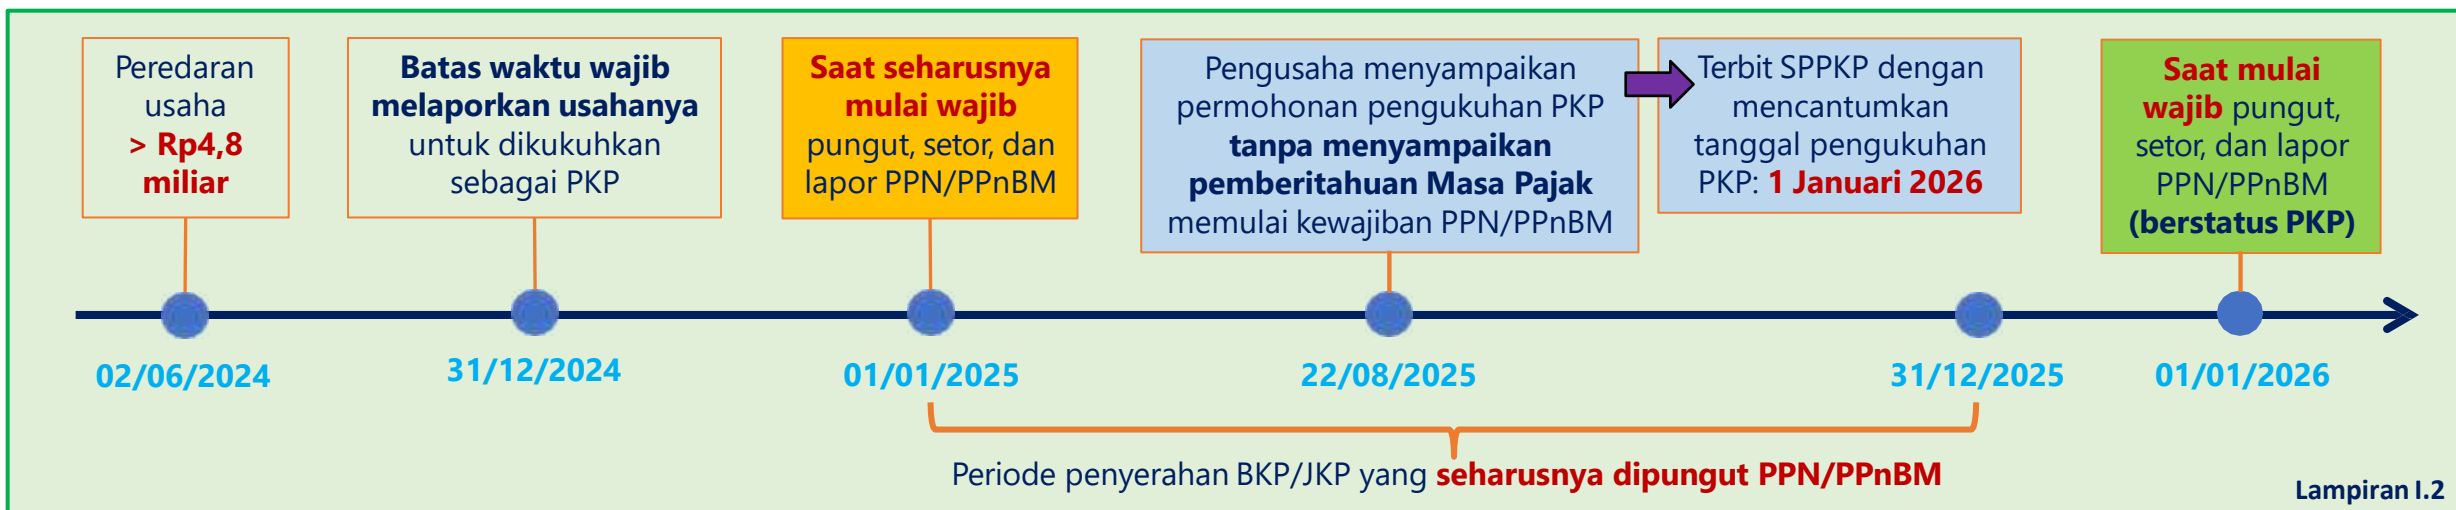 Peredaran
usaha
> Rp4,8
miliar
Batas waktu wajib
melaporkan usahanya
untuk dikukuhkan
sebagai PKP
Saat seharusnya
mulai wajib
pungut, setor, dan
lapor PPN/PPnBM
Pengusaha menyampaikan
permohonan pengukuhan PKP
tanpa menyampaikan
pemberitahuan Masa Pajak
memulai kewajiban PPN/PPnBM
Terbit SPPKP dengan
mencantumkan
tanggal pengukuhan
PKP: 1 Januari 2026
Saat mulai
wajib pungut,
setor, dan lapor
PPN/PPnBM
(berstatus PKP)
02/06/2024
31/12/2024
01/01/2025
22/08/2025
31/12/2025
01/01/2026
Periode penyerahan BKP/JKP yang seharusnya dipungut PPN/PPnBM
Lampiran I.2